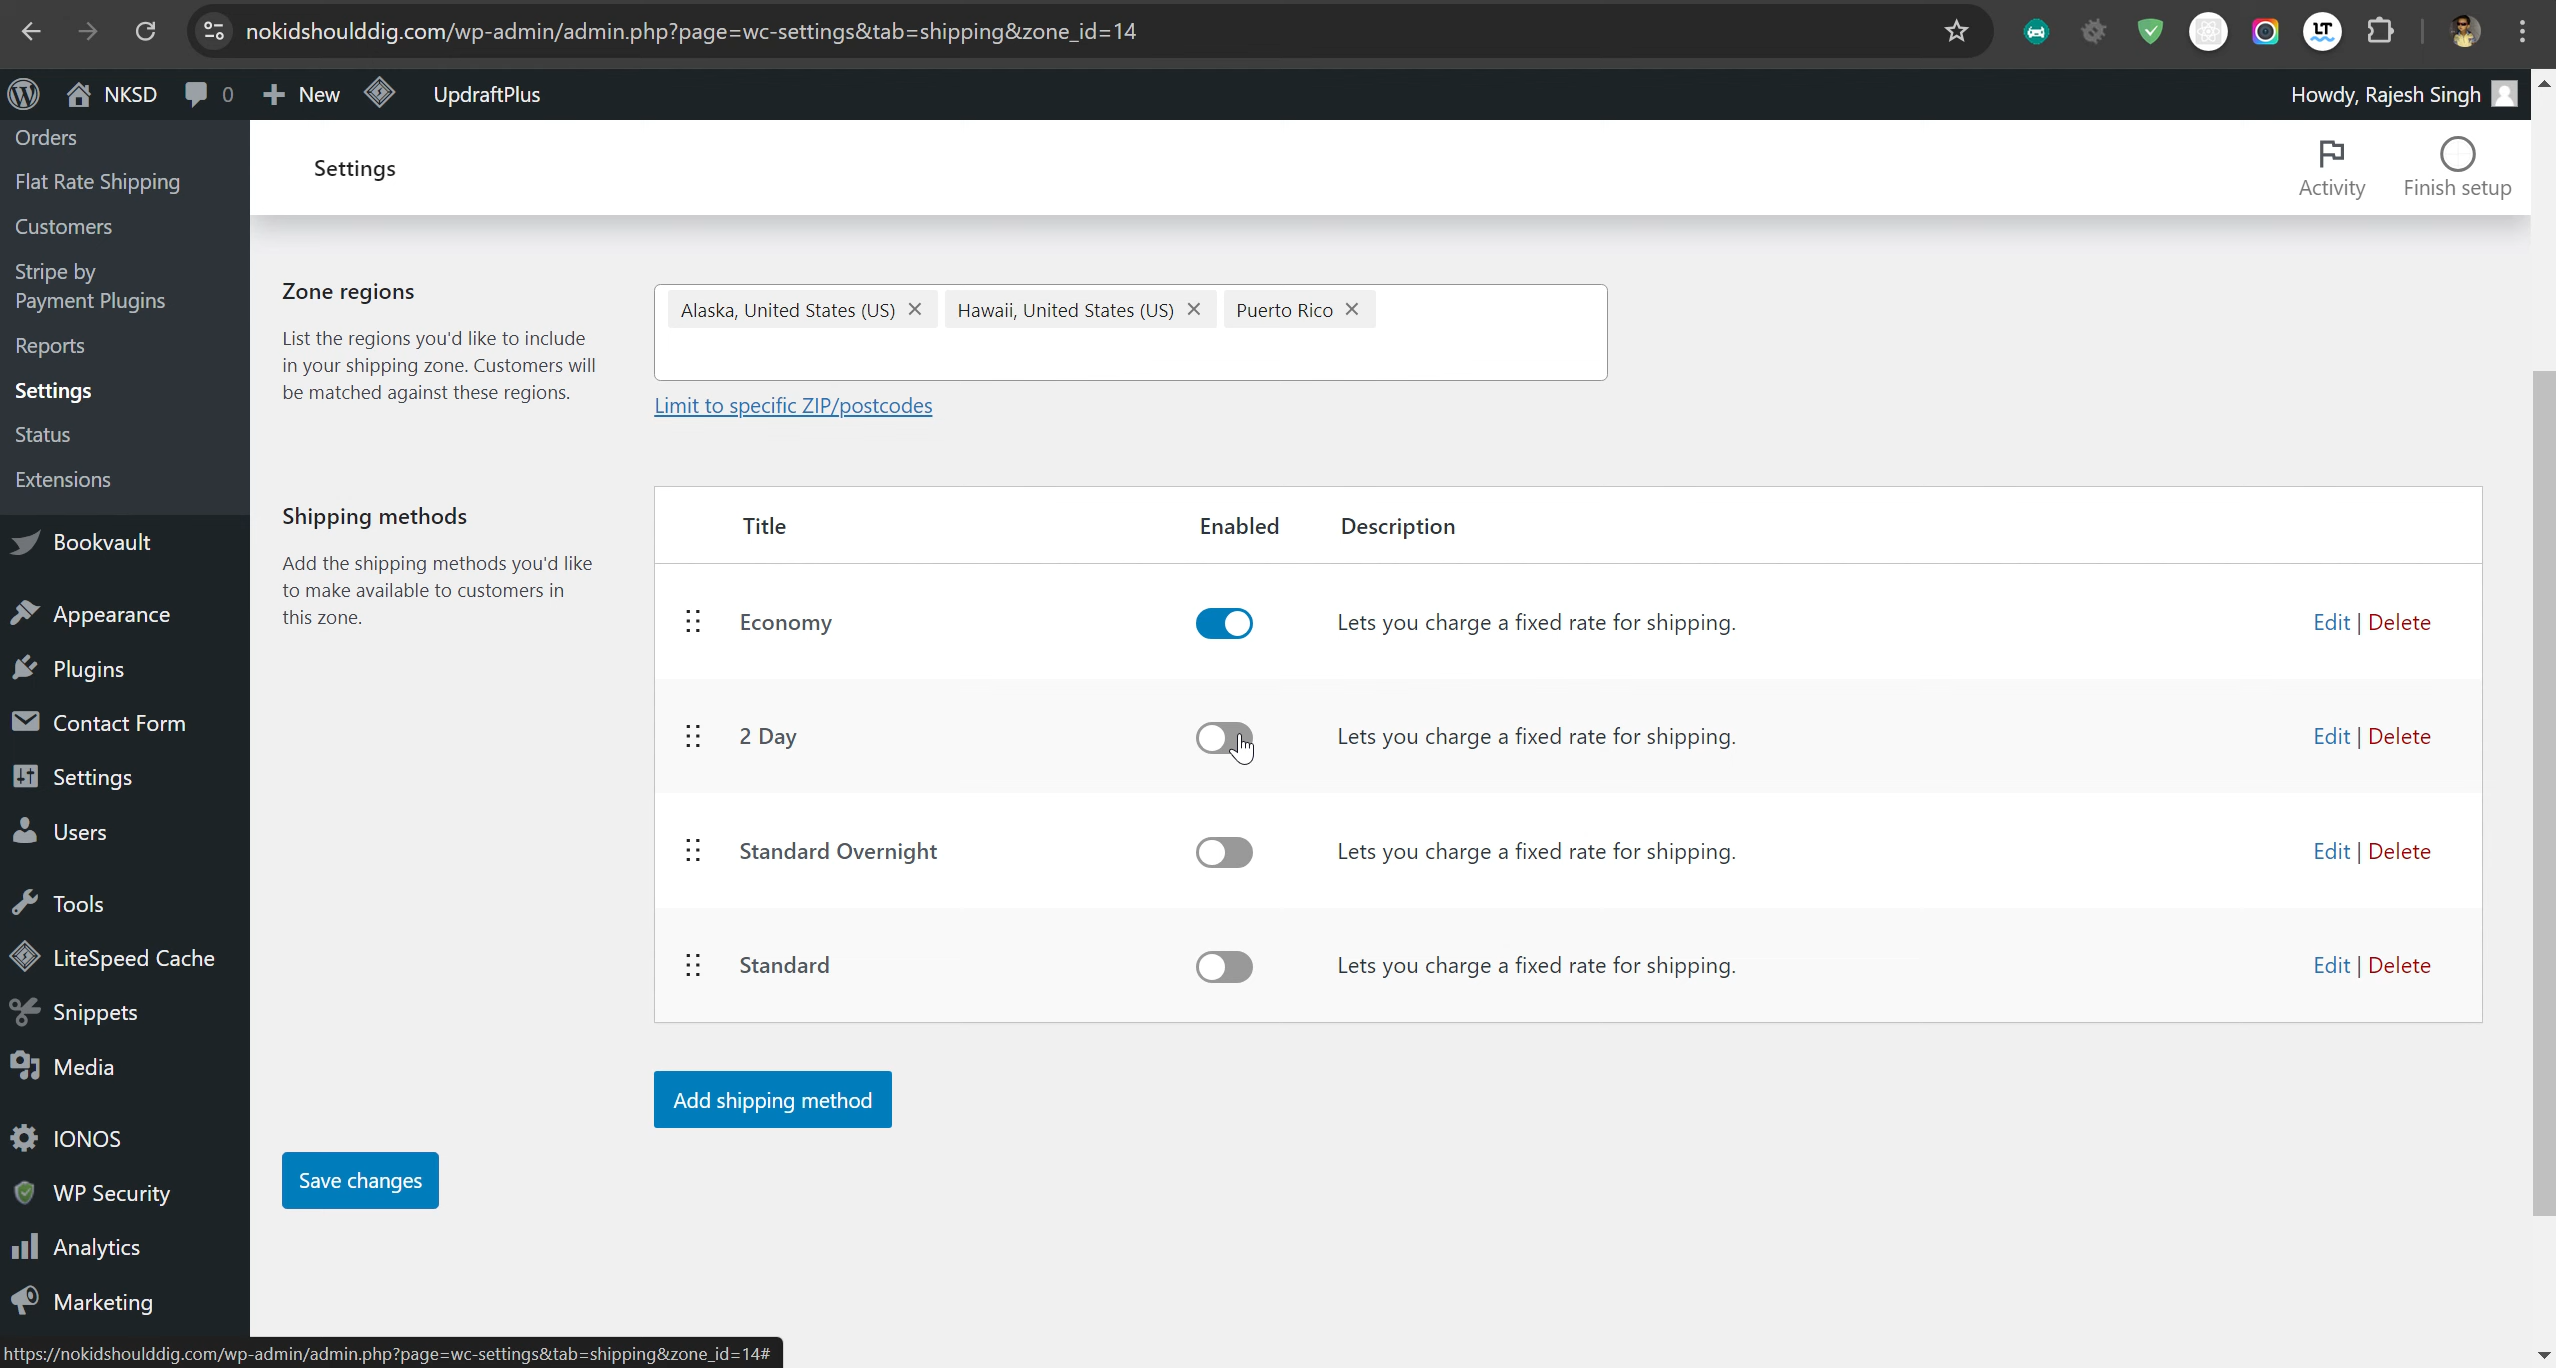 nokidshoulddig.com/wp-admin/admin.php?page=wc-settings&tab=shipping&zone_id=14
LT
NKSD
0
New
UpdraftPlus
Howdy, Rajesh Singh
Orders
Flat Rate Shipping
Customers
Stripe by
Payment Plugins
Reports
Settings
Status
Extensions
Bookvault
Appearance
Plugins
Contact Form
Settings
Users
Tools
LiteSpeed Cache
Snippets
Media
IONOS
WP Security
Analytics
Marketing
Settings
Activity
Finish setup
Zone regions
List the regions you'd like to include
in your shipping zone. Customers will
be matched against these regions.
Alaska, United States (US) × Hawaii, United States (US) × Puerto Rico ×
Limit to specific ZIP/postcodes
Shipping methods
Add the shipping methods you'd like
to make available to customers in
this zone.
Title Enabled Description
Economy Lets you charge a fixed rate for shipping. Edit | Delete
2 Day Lets you charge a fixed rate for shipping. Edit | Delete
Standard Overnight Lets you charge a fixed rate for shipping. Edit | Delete
Standard Lets you charge a fixed rate for shipping. Edit | Delete
Add shipping method
Save changes
https://nokidshoulddig.com/wp-admin/admin.php?page=wc-settings&tab=shipping&zone_id=14#